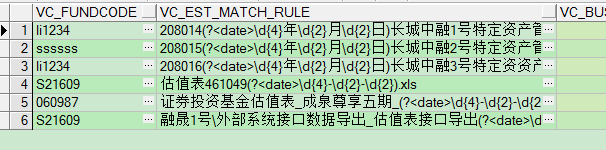 VC_FUNDCODE VC_EST_MATCH_RULE VC_BUS
1 li1234 ··· 208014(?<date>\d{4}年\d{2}月\d{2}日)长城中融1号特定资产管 ···
2 ssssss ··· 208015(?<date>\d{4}年\d{2}月\d{2}日)长城中融2号特定资产管 ···
3 li1234 ··· 208016(?<date>\d{4}年\d{2}月\d{2}日)长城中融3号特定资资产 ···
4 S21609 ··· 估值表461049(?<date>\d{4}-\d{2}-\d{2}).xls ···
5 060987 ··· 证券投资基金估值表_成泉尊享五期_(?<date>\d{4}-\d{2}-\d{2 ···
6 S21609 ··· 融晟1号\外部系统接口数据导出_估值表接口导出(?<date>\d ···